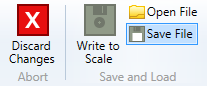 Discard
Changes
Abort
Write to
Scale
Open File
Save File
Save and Load